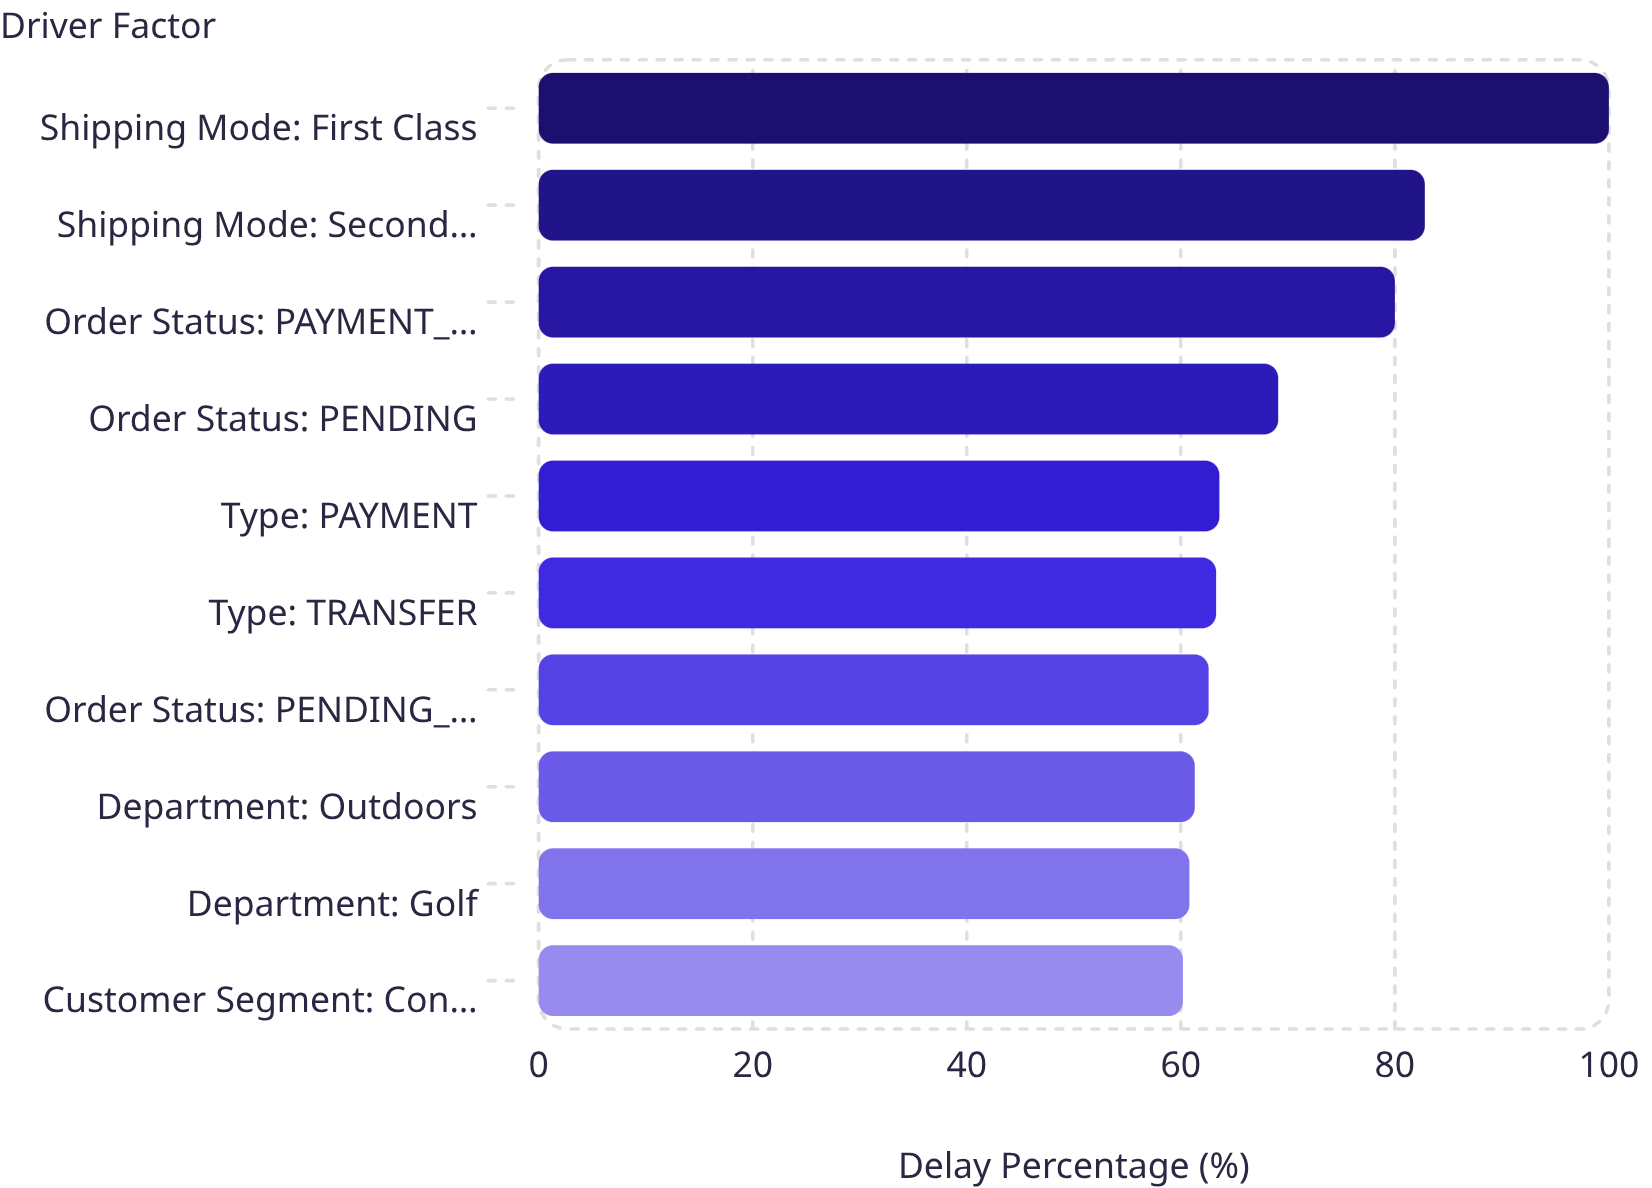 Driver Factor
Shipping Mode: First Class
Shipping Mode: Second...
Order Status: PAYMENT_...
Order Status: PENDING
Type: PAYMENT
Type: TRANSFER
Order Status: PENDING_...
Department: Outdoors
Department: Golf
Customer Segment: Con...
0 20 40 60 80 100
Delay Percentage (%)